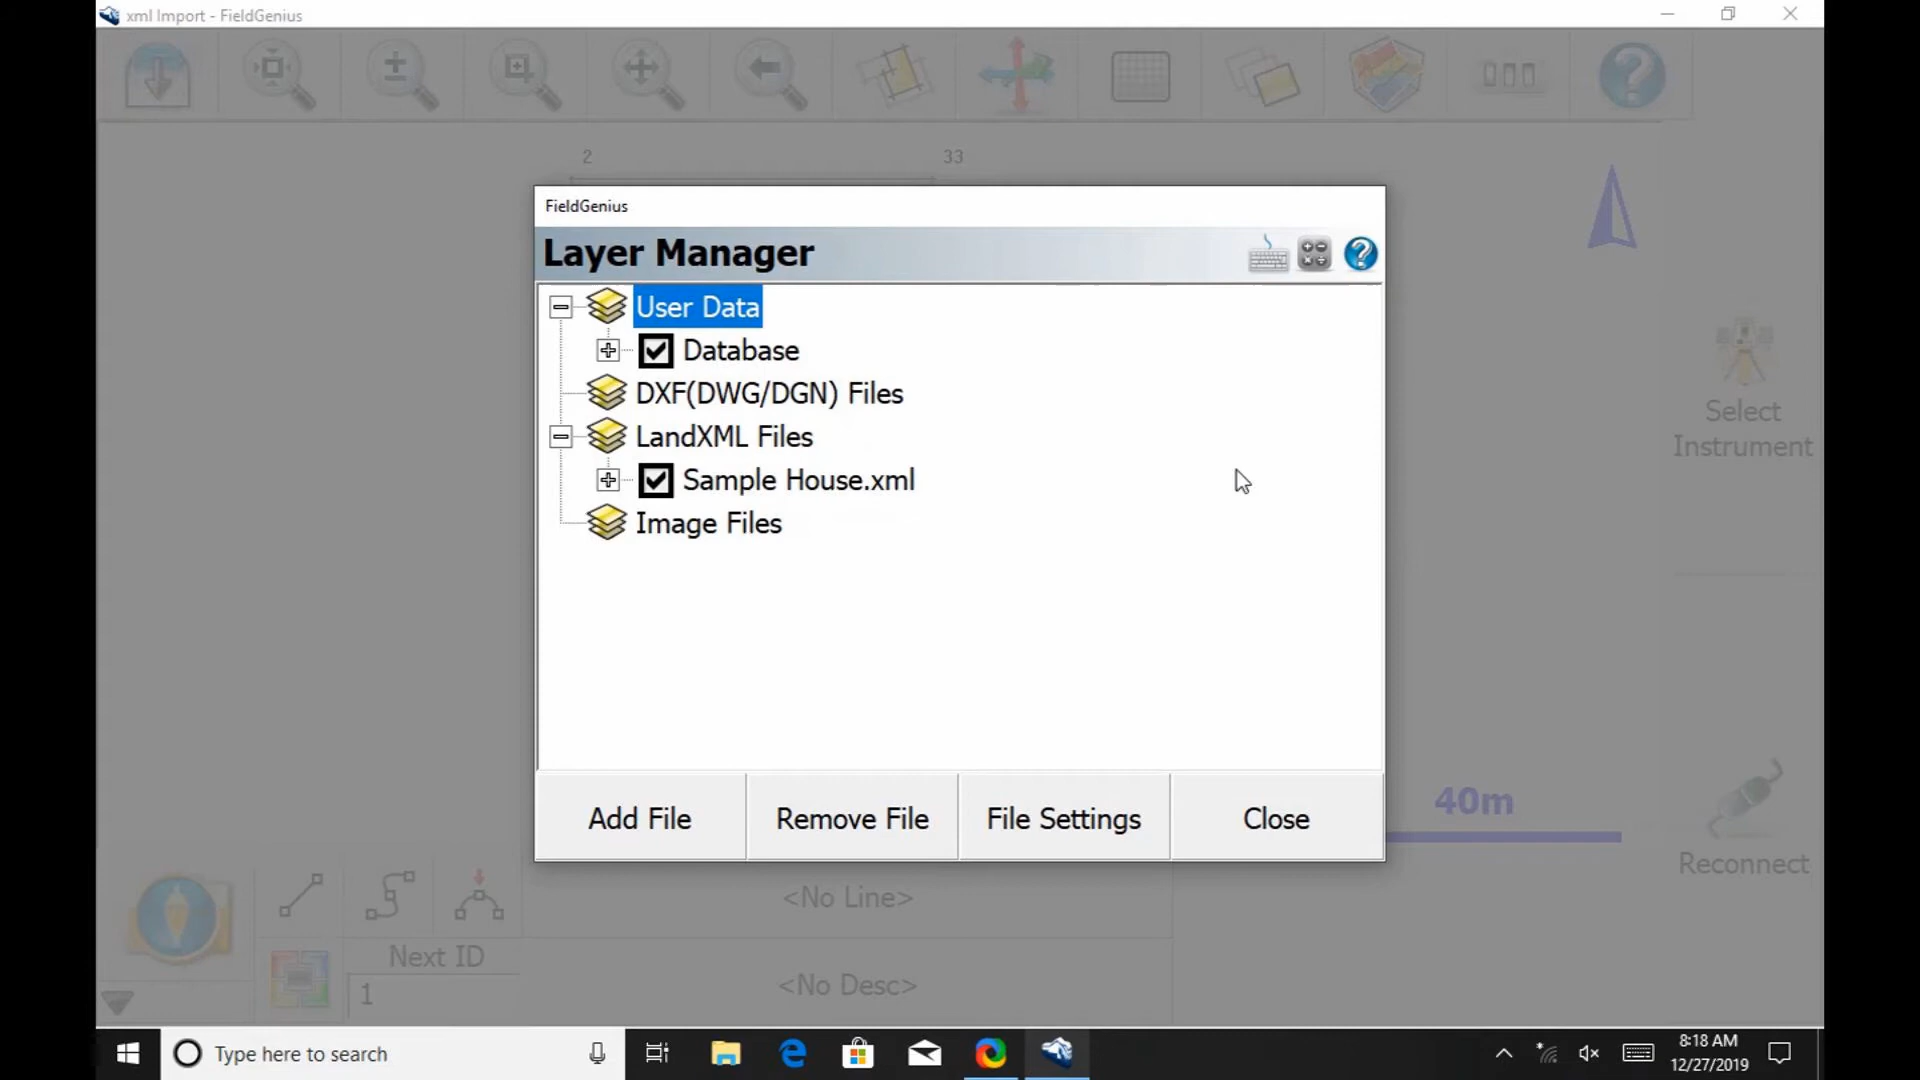 xml Import - FieldGenius
2
33
FieldGenius
Layer Manager
User Data
Database
DXF(DWG/DGN) Files
LandXML Files
Sample House.xml
Image Files
Add File
Remove File
File Settings
Close
Select
Instrument
40m
Reconnect
<No Line>
Next ID
1
<No Desc>
Type here to search
8:18 AM
12/27/2019